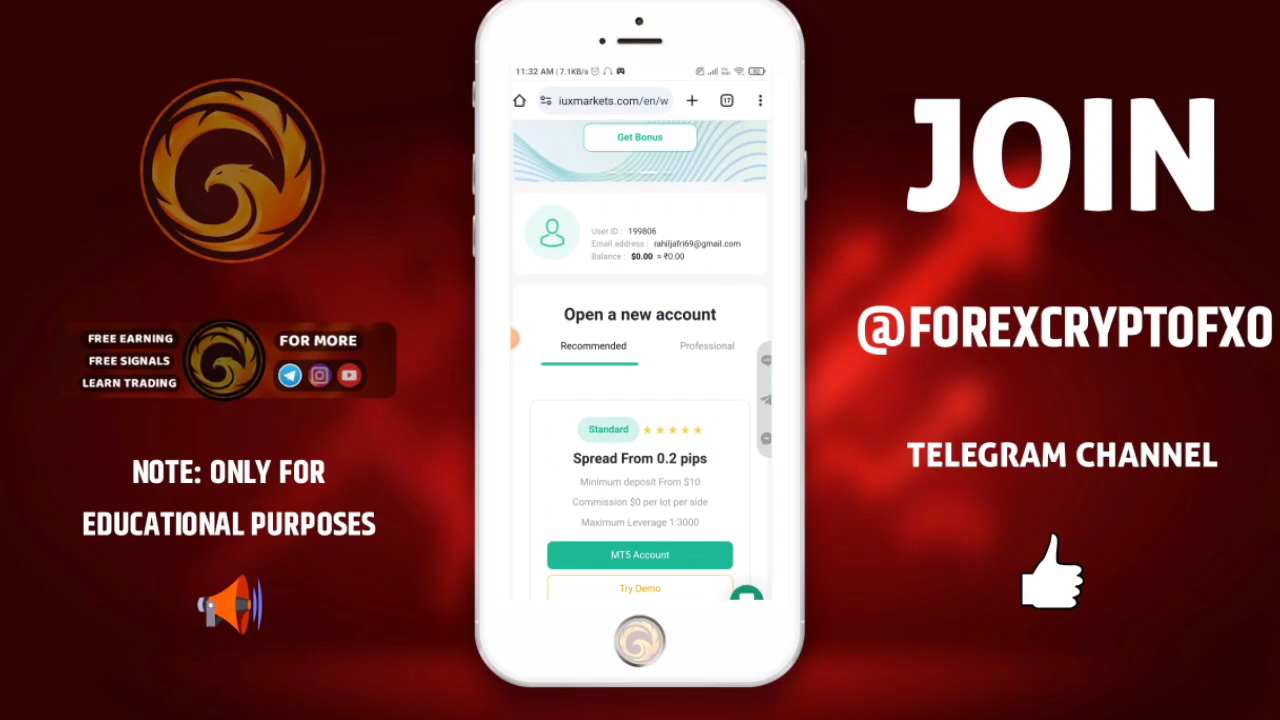 FREE EARNING
FREE SIGNALS
LEARN TRADING
FOR MORE
NOTE: ONLY FOR
EDUCATIONAL PURPOSES
11:32 AM | 7.1KB/s
iuxmarkets.com/en/w
17
Get Bonus
User ID : 199806
Email address : rahiljafri69@gmail.com
Balance : $0.00 ≈ ₹0.00
Open a new account
Recommended Professional
Standard
Spread From 0.2 pips
Minimum deposit From $10
Commission $0 per lot per side
Maximum Leverage 1:3000
MT5 Account
Try Demo
JOIN
@FOREXCRYPTOFXO
TELEGRAM CHANNEL